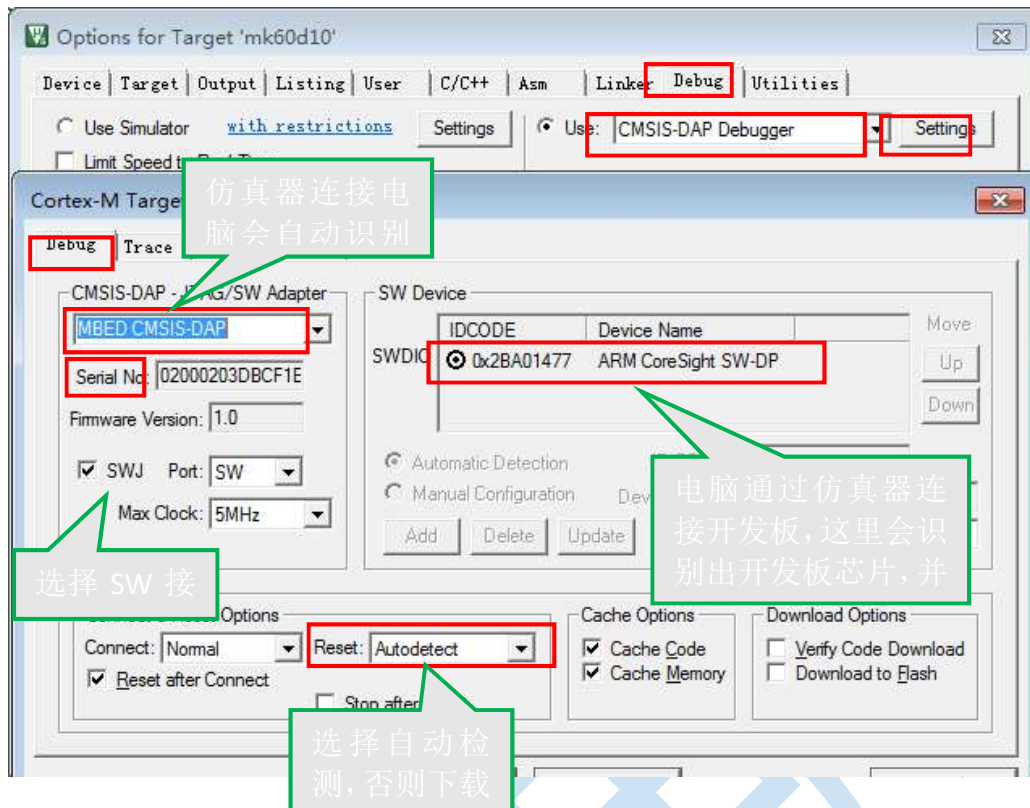 Options for Target 'mk60d10'
Device Target Output Listing User C/C++ Asm Linker Debug Utilities
Use Simulator with restrictions Settings Use: CMSIS-DAP Debugger Settings
Limit Speed to
仿真器连接电
脑会自动识别
Cortex-M Targe
Debug Trace
CMSIS-DAP - JTAG/SW Adapter
MBED CMSIS-DAP
Serial No: 02000203DBCF1E
Firmware Version: 1.0
SWJ Port: SW
Max Clock: 5MHz
选择 SW 接
SW Device
IDCODE Device Name
SWDIO 0x2BA01477 ARM CoreSight SW-DP
Move
Up
Down
Automatic Detection
Manual Configuration Dev
Add Delete Update
电脑通过仿真器连
接开发板,这里会识
别出开发板芯片,并
Options
Connect: Normal Reset: Autodetect
Reset after Connect
Stop after
选择自动检
测,否则下载
Cache Options
Cache Code
Cache Memory
Download Options
Verify Code Download
Download to Flash